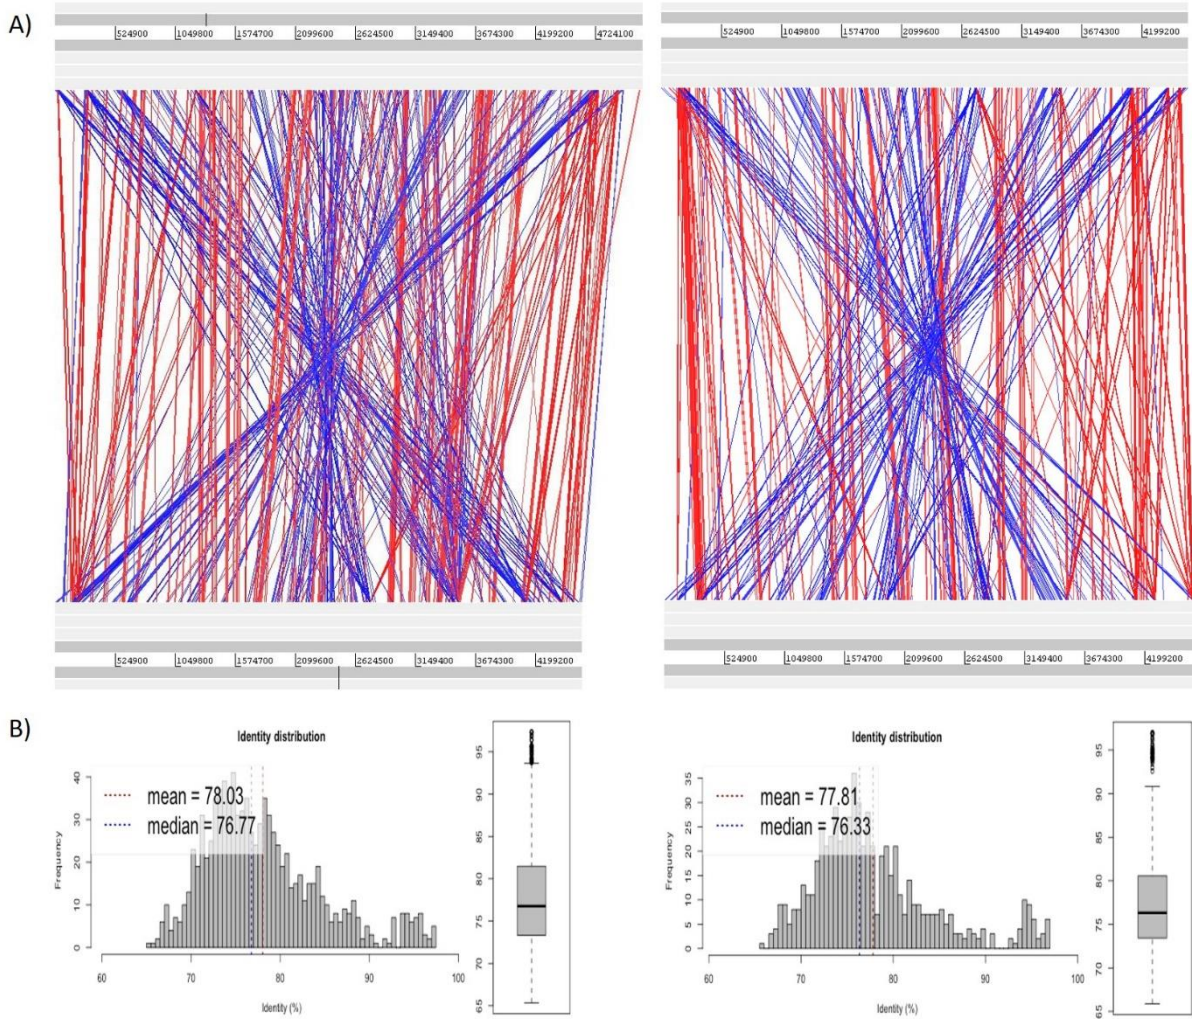 A)
524900 1049800 1574700 2099600 2624500 3149400 3674300 4199200 4724100
524900 1049800 1574700 2099600 2624500 3149400 3674300 4199200
524900 1049800 1574700 2099600 2624500 3149400 3674300 4199200
524900 1049800 1574700 2099600 2624500 3149400 3674300 4199200
B)
Identity distribution
mean = 78.03
median = 76.77
Frequency
0 10 20 30 40
60 70 80 90 100
Identity (%)
65 70 75 80 85 90 95
Identity distribution
mean = 77.81
median = 76.33
Frequency
0 5 10 15 20 25 30 35
60 70 80 90 100
Identity (%)
65 70 75 80 85 90 95